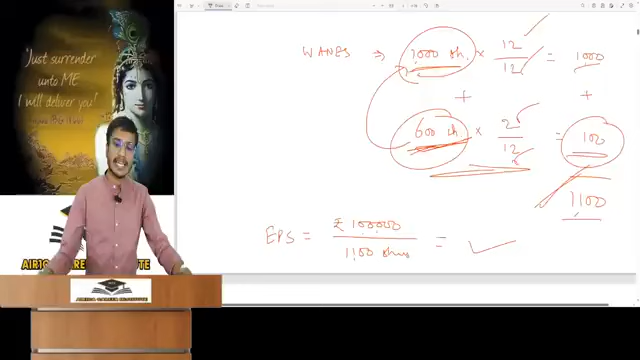 "Just surrender
unto ME
I will deliver you"
WANES → 1000 sh. × 12/12 = 1000
+ +
600 sh. × 2/12 = 100
1100
EPS = ₹ 100000 / 1100 shares = ✓
AIR1CA CAREER INSTITUTE